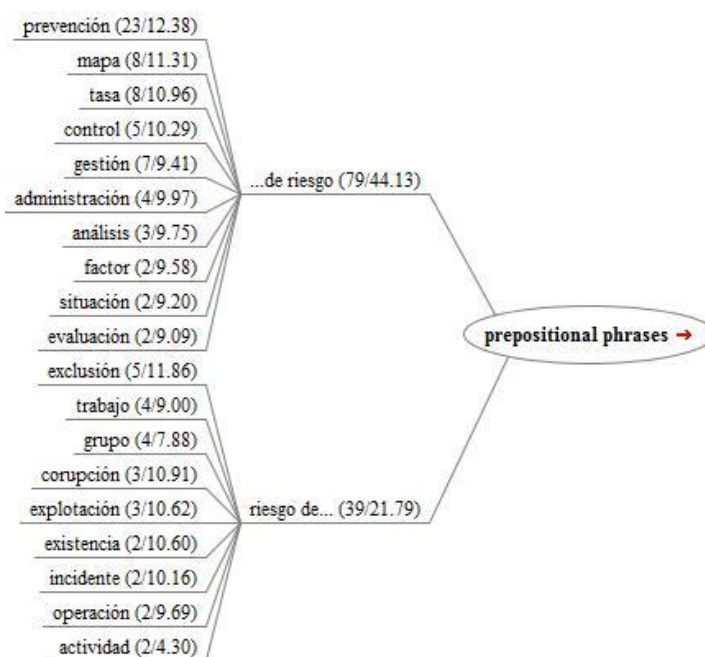 prevención (23/12.38)
mapa (8/11.31)
tasa (8/10.96)
control (5/10.29)
gestión (7/9.41)
administración (4/9.97)
análisis (3/9.75)
factor (2/9.58)
situación (2/9.20)
evaluación (2/9.09)
...de riesgo (79/44.13)
exclusión (5/11.86)
trabajo (4/9.00)
grupo (4/7.88)
corupción (3/10.91)
explotación (3/10.62)
existencia (2/10.60)
incidente (2/10.16)
operación (2/9.69)
actividad (2/4.30)
riesgo de... (39/21.79)
prepositional phrases →